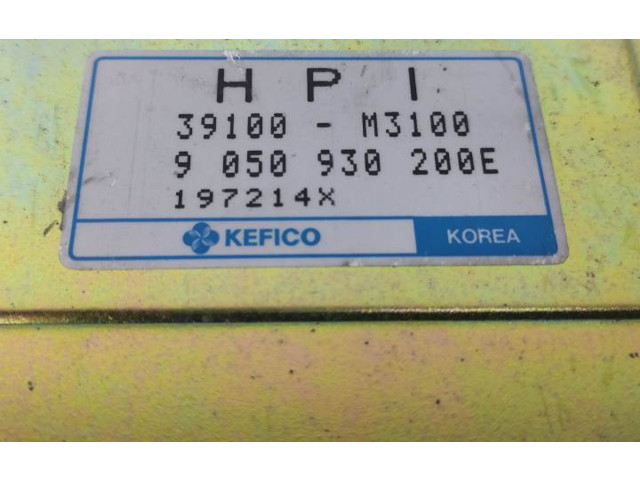 H P I
39100 - M3100
9 050 930 200E
197214X
KEFICO KOREA